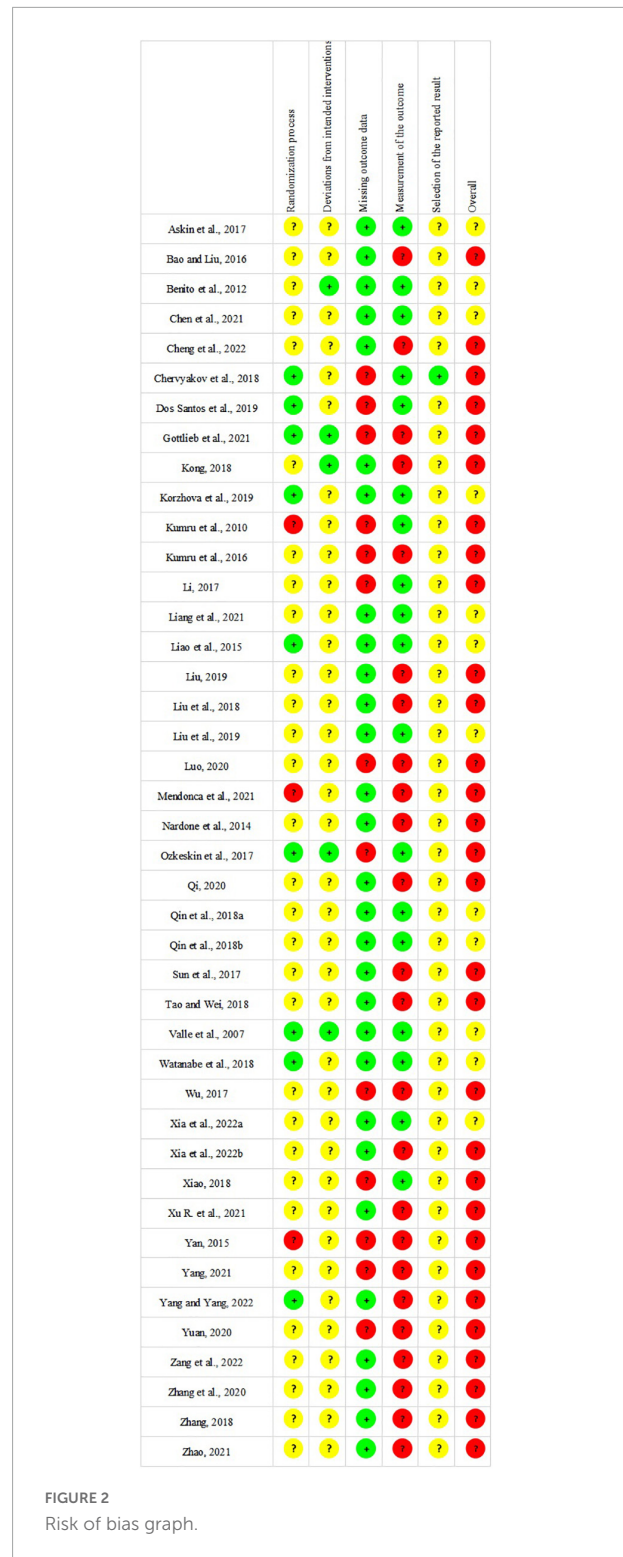 Randomization process
Deviations from intended interventions
Missing outcome data
Measurement of the outcome
Selection of the reported result
Overall
Askin et al., 2017 ? ? + + ? ?
Bao and Liu, 2016 ? ? + ? ? ?
Benito et al., 2012 ? + + + ? ?
Chen et al., 2021 ? ? + + ? ?
Cheng et al., 2022 ? ? + ? ? ?
Chervyakov et al., 2018 + ? ? + + ?
Dos Santos et al., 2019 + ? ? + ? ?
Gottlieb et al., 2021 + + ? ? ? ?
Kong, 2018 ? + + ? ? ?
Korzhova et al., 2019 + ? + + ? ?
Kumru et al., 2010 ? ? ? + ? ?
Kumru et al., 2016 ? ? ? ? ? ?
Li, 2017 ? ? ? + ? ?
Liang et al., 2021 ? ? + + ? ?
Liao et al., 2015 + ? + + ? ?
Liu, 2019 ? ? + ? ? ?
Liu et al., 2018 ? ? + ? ? ?
Liu et al., 2019 ? ? + + ? ?
Luo, 2020 ? ? ? ? ? ?
Mendonca et al., 2021 ? ? + ? ? ?
Nardone et al., 2014 ? ? + ? ? ?
Ozkeskin et al., 2017 + + ? + ? ?
Qi, 2020 ? ? + ? ? ?
Qin et al., 2018a ? ? + + ? ?
Qin et al., 2018b ? ? + + ? ?
Sun et al., 2017 ? ? + ? ? ?
Tao and Wei, 2018 ? ? + ? ? ?
Valle et al., 2007 + + + + ? ?
Watanabe et al., 2018 + ? + + ? ?
Wu, 2017 ? ? ? ? ? ?
Xia et al., 2022a ? ? + + ? ?
Xia et al., 2022b ? ? + ? ? ?
Xiao, 2018 ? ? ? + ? ?
Xu R. et al., 2021 ? ? + ? ? ?
Yan, 2015 ? ? ? ? ? ?
Yang, 2021 ? ? ? ? ? ?
Yang and Yang, 2022 + ? + ? ? ?
Yuan, 2020 ? ? ? ? ? ?
Zang et al., 2022 ? ? + ? ? ?
Zhang et al., 2020 ? ? + ? ? ?
Zhang, 2018 ? ? + ? ? ?
Zhao, 2021 ? ? + ? ? ?
FIGURE 2
Risk of bias graph.